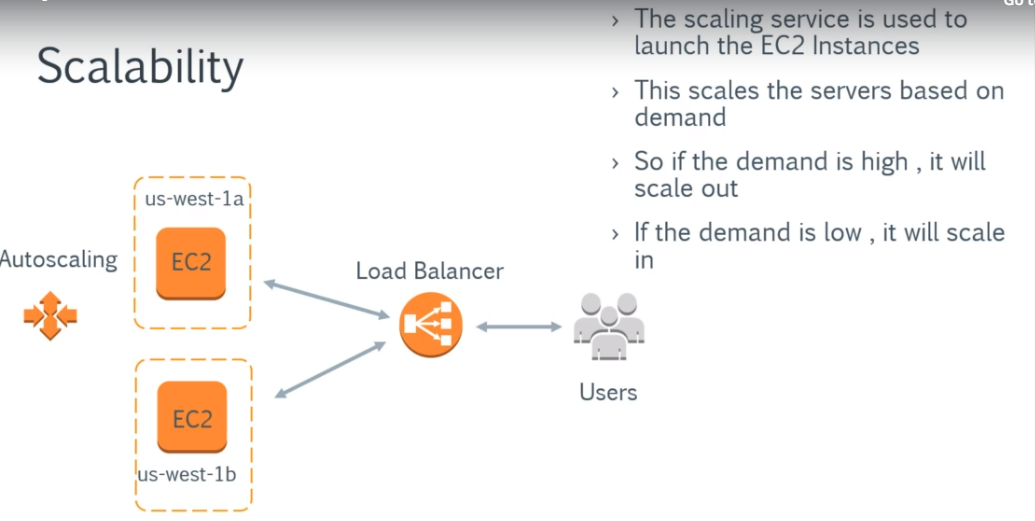 Scalability
› The scaling service is used to
launch the EC2 Instances
› This scales the servers based on
demand
› So if the demand is high , it will
scale out
› If the demand is low , it will scale
in
us-west-1a
EC2
Autoscaling
Load Balancer
Users
EC2
us-west-1b